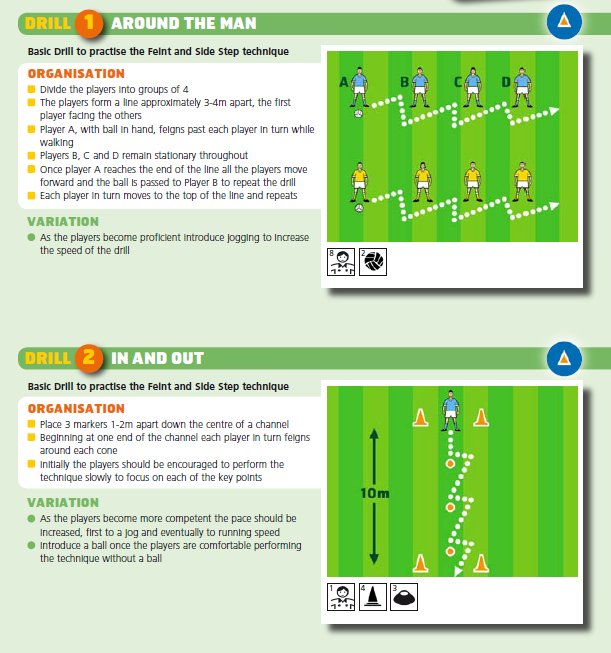 DRILL 1 AROUND THE MAN
Basic Drill to practise the Feint and Side Step technique
ORGANISATION
Divide the players into groups of 4
The players form a line approximately 3-4m apart, the first
player facing the others
Player A, with ball in hand, feigns past each player in turn while
walking
Players B, C and D remain stationary throughout
Once player A reaches the end of the line all the players move
forward and the ball is passed to Player B to repeat the drill
Each player in turn moves to the top of the line and repeats
VARIATION
As the players become proficient introduce jogging to increase
the speed of the drill
A B C D
8 2
DRILL 2 IN AND OUT
Basic Drill to practise the Feint and Side Step technique
ORGANISATION
Place 3 markers 1-2m apart down the centre of a channel
Beginning at one end of the channel each player in turn feigns
around each cone
Initially the players should be encouraged to perform the
technique slowly to focus on each of the key points
VARIATION
As the players become more competent the pace should be
increased, first to a jog and eventually to running speed
Introduce a ball once the players are comfortable performing
the technique without a ball
10m
1 4 3